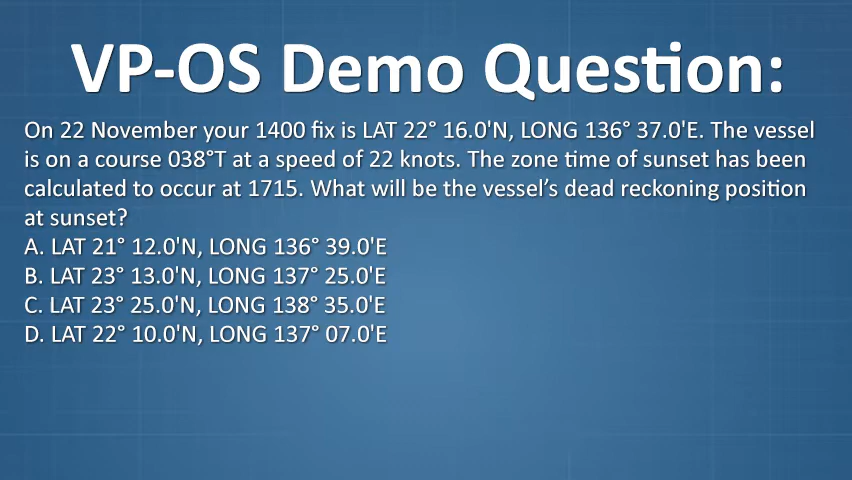 VP-OS Demo Question:
On 22 November your 1400 fix is LAT 22° 16.0'N, LONG 136° 37.0'E. The vessel
is on a course 038°T at a speed of 22 knots. The zone time of sunset has been
calculated to occur at 1715. What will be the vessel’s dead reckoning position
at sunset?
A. LAT 21° 12.0'N, LONG 136° 39.0'E
B. LAT 23° 13.0'N, LONG 137° 25.0'E
C. LAT 23° 25.0'N, LONG 138° 35.0'E
D. LAT 22° 10.0'N, LONG 137° 07.0'E